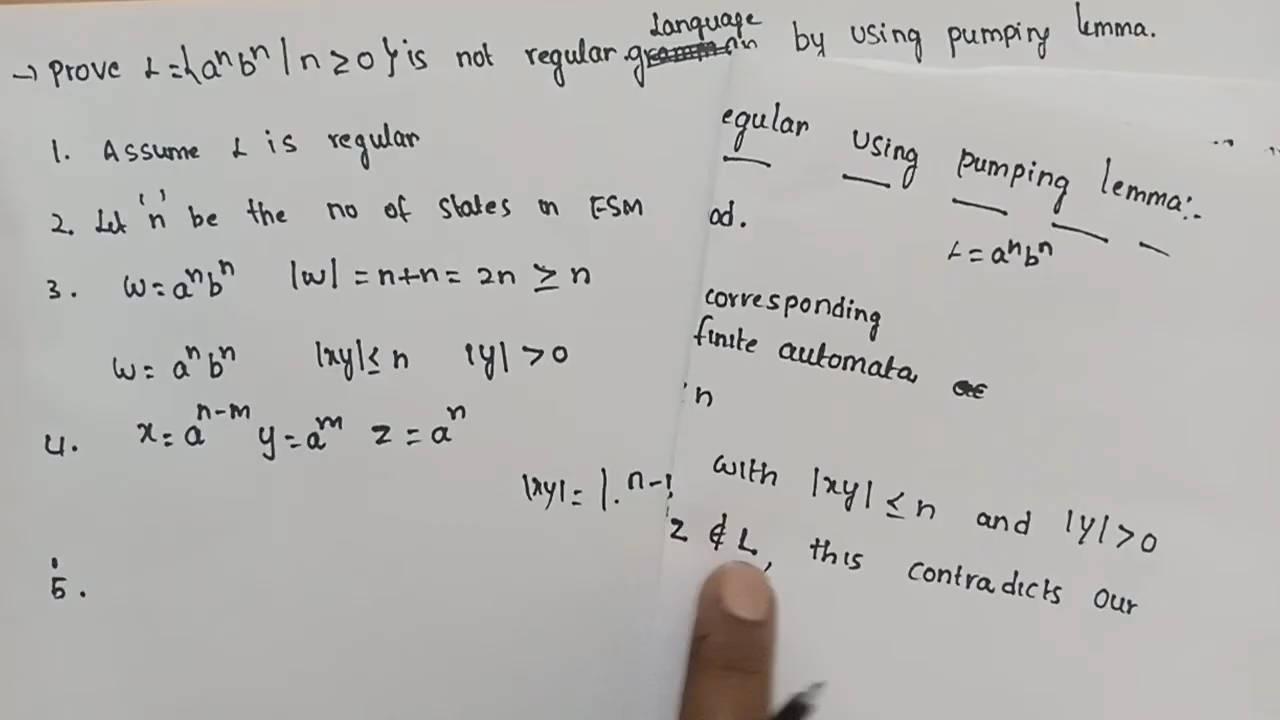 → Prove L={aⁿbⁿ | n ≥ 0} is not regular Language by using pumping lemma.
1. Assume L is regular
2. Let 'n' be the no of states in FSM
3. w=aⁿbⁿ |w| = n+n = 2n ≥ n
w= aⁿbⁿ |xy|≤ n |y| > 0
4. x=aⁿ⁻ᵐ y=aᵐ z=aⁿ
|xy|=
5.
egular using pumping lemma:-
od.
L=aⁿbⁿ
corresponding
finite automata
n
with |xy| ≤ n and |y|>0
z ∉ L, this contradicts our